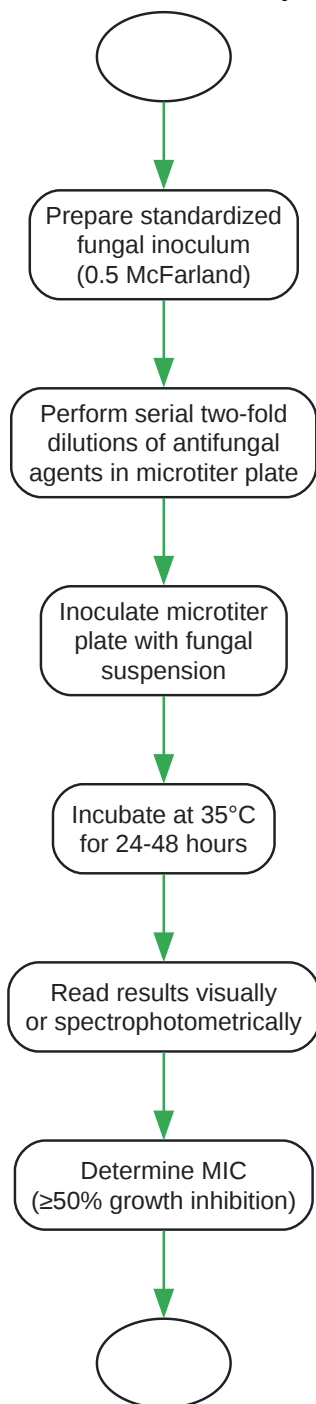 Prepare standardized
fungal inoculum
(0.5 McFarland)
Perform serial two-fold
dilutions of antifungal
agents in microtiter plate
Inoculate microtiter
plate with fungal
suspension
Incubate at 35°C
for 24-48 hours
Read results visually
or spectrophotometrically
Determine MIC
(≥50% growth inhibition)